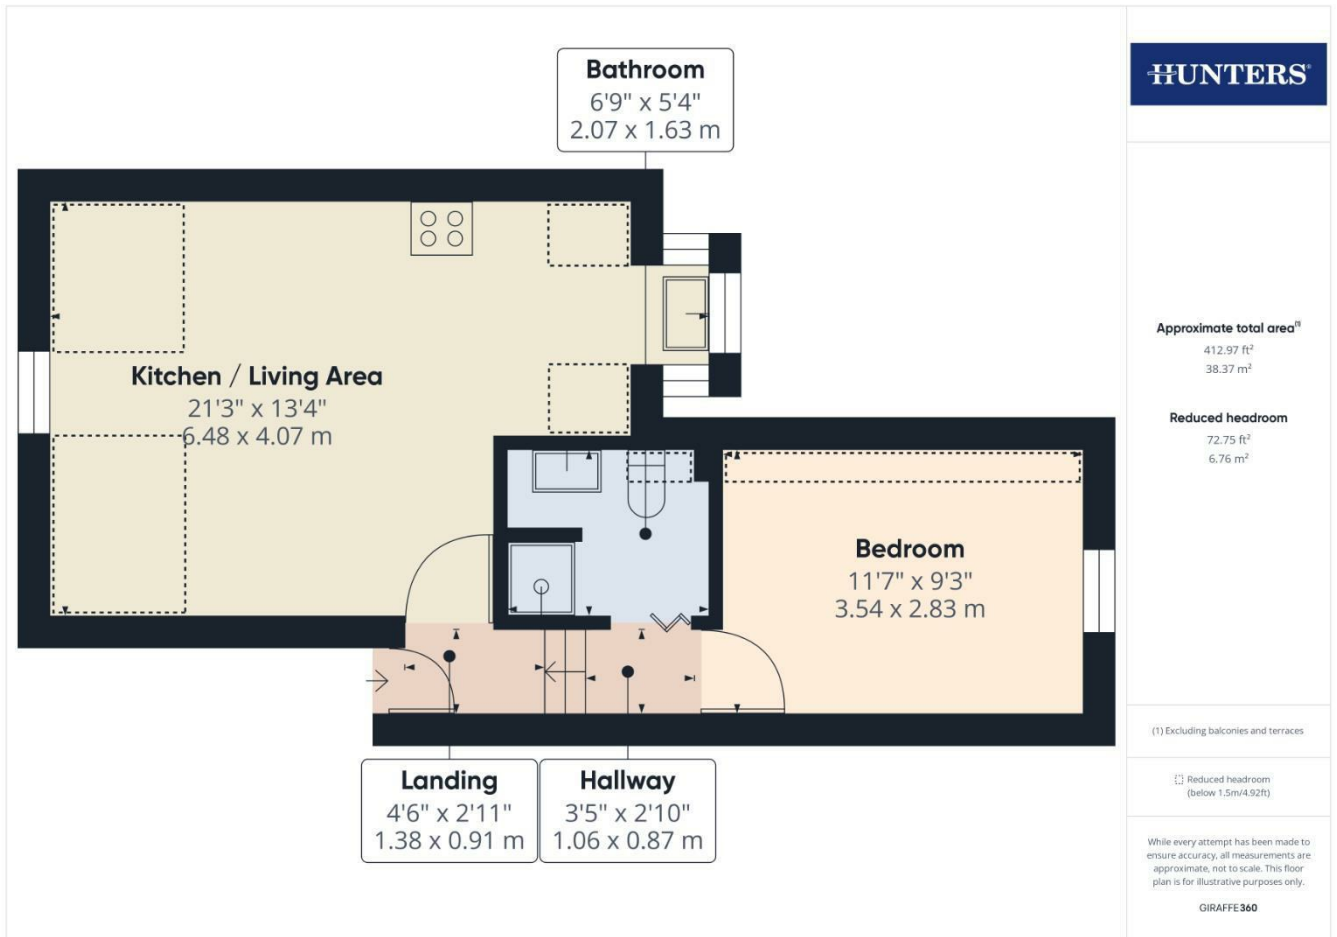 Bathroom
6'9" x 5'4"
2.07 x 1.63 m
Kitchen / Living Area
21'3" x 13'4"
6.48 x 4.07 m
Bedroom
11'7" x 9'3"
3.54 x 2.83 m
Landing
4'6" x 2'11"
1.38 x 0.91 m
Hallway
3'5" x 2'10"
1.06 x 0.87 m
HUNTERS®
Approximate total area(1)
412.97 ft²
38.37 m²
Reduced headroom
72.75 ft²
6.76 m²
(1) Excluding balconies and terraces
Reduced headroom
(below 1.5m/4.92ft)
While every attempt has been made to
ensure accuracy, all measurements are
approximate, not to scale. This floor
plan is for illustrative purposes only.
GIRAFFE360